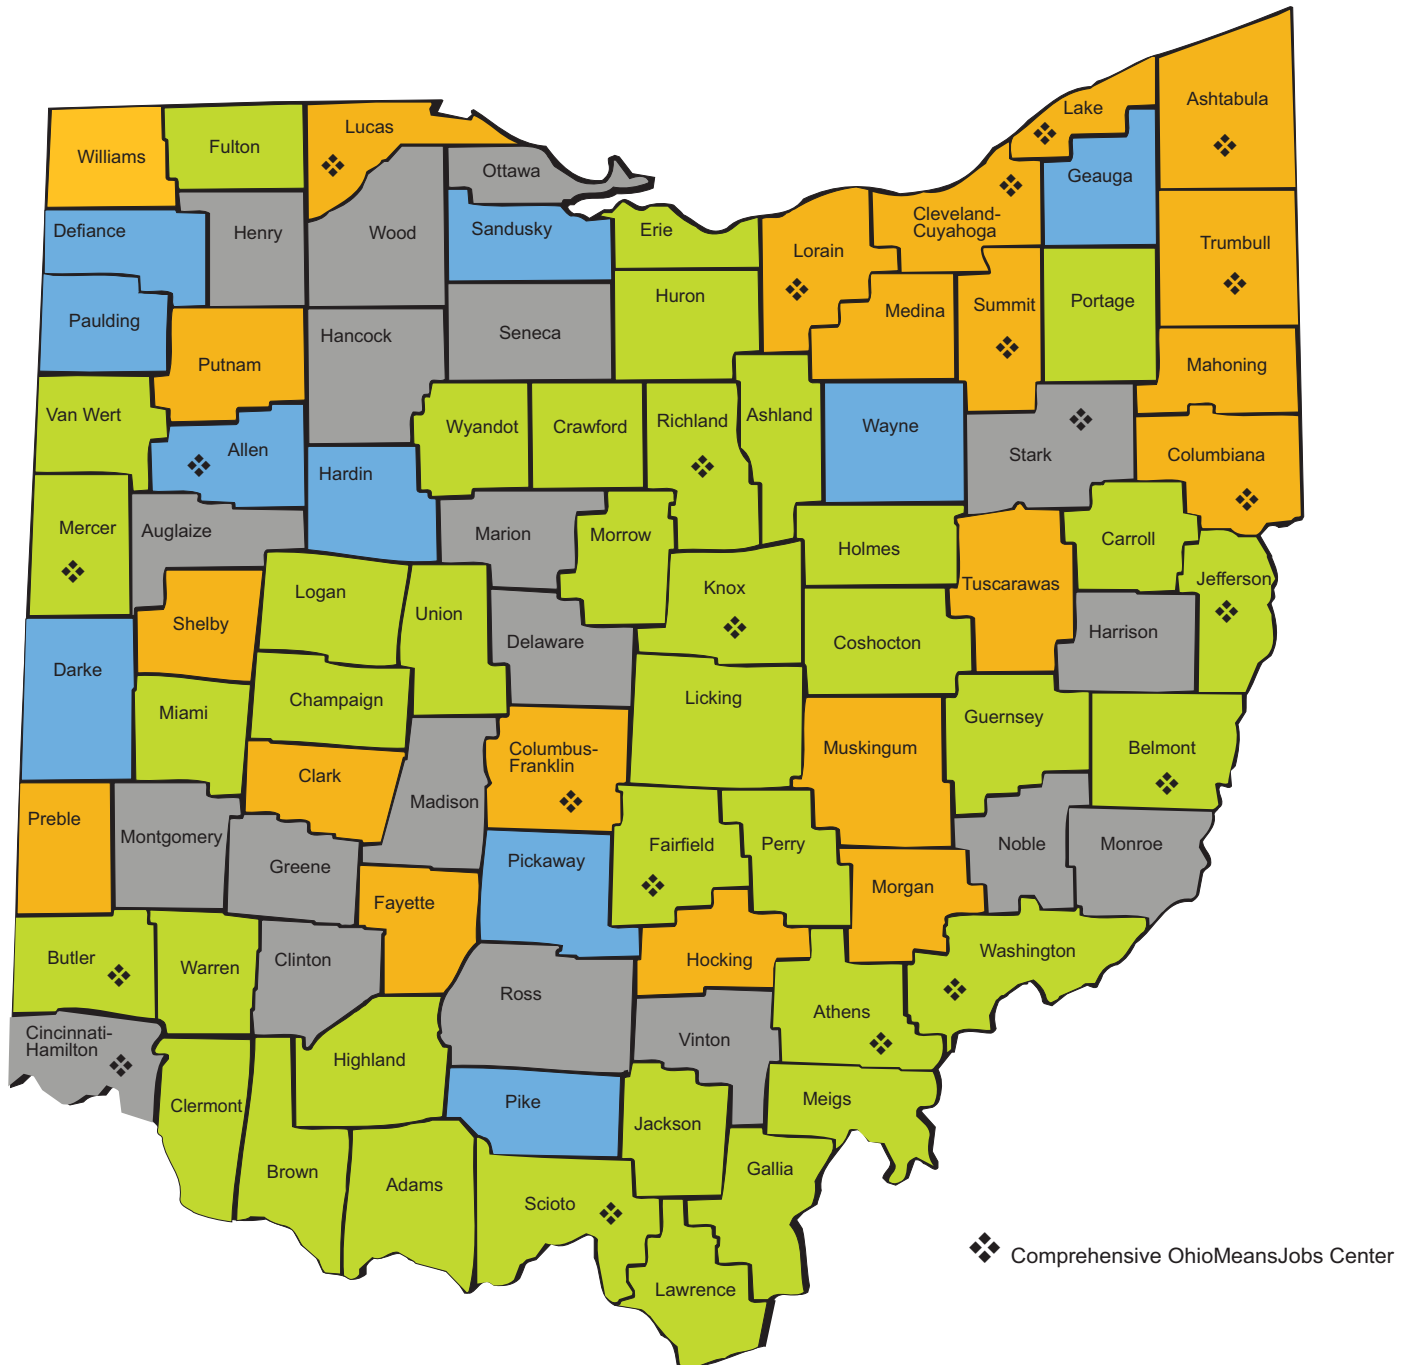 Ashtabula
Lake
Lucas
Williams
Fulton
Ottawa
Geauga
Cleveland-
Cuyahoga
Defiance
Henry
Wood
Sandusky
Erie
Lorain
Trumbull
Huron
Medina
Summit
Portage
Paulding
Hancock
Seneca
Putnam
Mahoning
Van Wert
Wyandot
Crawford
Richland
Ashland
Wayne
Allen
Stark
Columbiana
Hardin
Mercer
Auglaize
Marion
Morrow
Holmes
Carroll
Logan
Knox
Tuscarawas
Jefferson
Shelby
Union
Delaware
Coshocton
Harrison
Darke
Champaign
Licking
Miami
Guernsey
Columbus-
Franklin
Muskingum
Belmont
Clark
Madison
Preble
Montgomery
Fairfield
Perry
Noble
Monroe
Greene
Pickaway
Morgan
Fayette
Butler
Warren
Clinton
Hocking
Washington
Ross
Athens
Cincinnati-
Hamilton
Vinton
Highland
Clermont
Pike
Jackson
Meigs
Brown
Adams
Gallia
Scioto
Lawrence
Comprehensive OhioMeansJobs Center